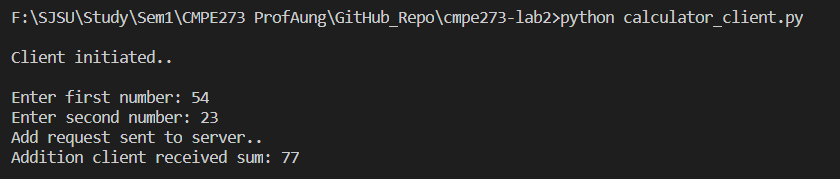 F:\SJSU\Study\Sem1\CMPE273 ProfAung\GitHub_Repo\cmpe273-lab2>python calculator_client.py
Client initiated..
Enter first number: 54
Enter second number: 23
Add request sent to server..
Addition client received sum: 77